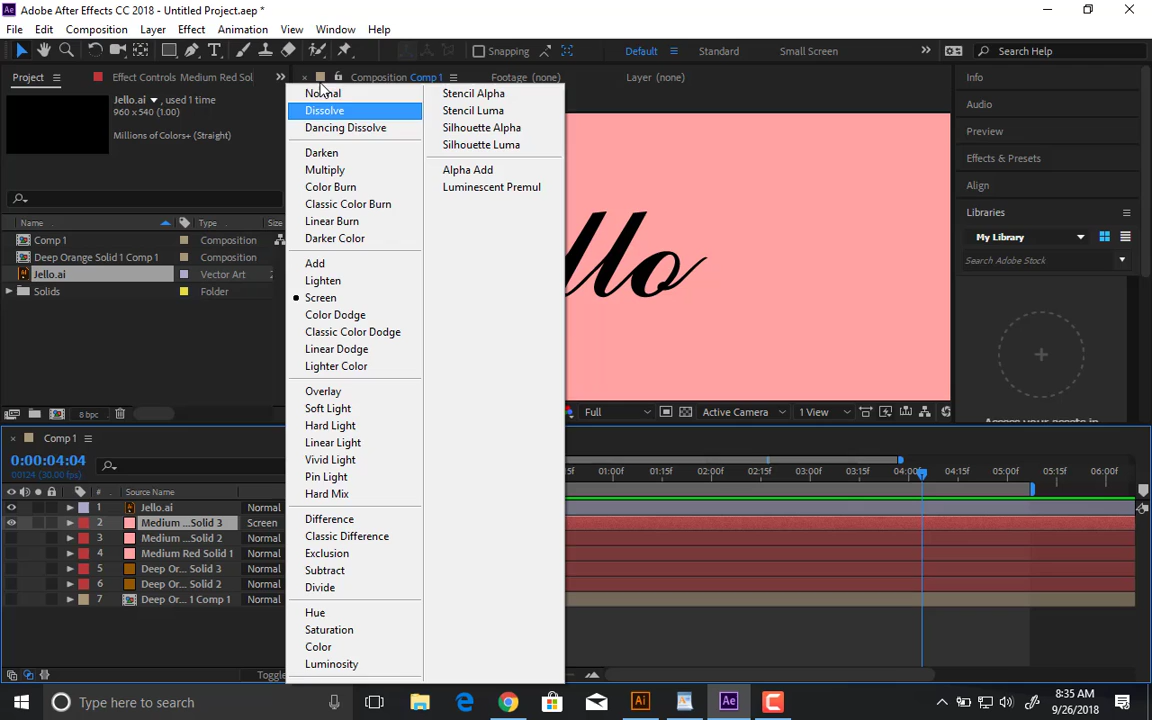 Adobe After Effects CC 2018 - Untitled Project.aep *
File Edit Composition Layer Effect Animation View Window Help
Snapping Default Standard Small Screen Search Help
Project Effect Controls Medium Red Sol Composition Comp 1 Footage (none) Layer (none) Info
Jello.ai , used 1 time
960 x 540 (1.00)
Millions of Colors+ (Straight)
Name Type Size
Comp 1 Composition
Deep Orange Solid 1 Comp 1 Composition
Jello.ai Vector Art 2
Solids Folder
8 bpc
Normal
Dissolve
Dancing Dissolve
Darken
Multiply
Color Burn
Classic Color Burn
Linear Burn
Darker Color
Add
Lighten
Screen
Color Dodge
Classic Color Dodge
Linear Dodge
Lighter Color
Overlay
Soft Light
Hard Light
Linear Light
Vivid Light
Pin Light
Hard Mix
Difference
Classic Difference
Exclusion
Subtract
Divide
Hue
Saturation
Color
Luminosity
Stencil Alpha
Stencil Luma
Silhouette Alpha
Silhouette Luma
Alpha Add
Luminescent Premul
llo
Full Active Camera 1 View
Audio
Preview
Effects & Presets
Align
Libraries
My Library
Search Adobe Stock
Comp 1
0:00:04:04
00124 (30.00 fps)
# Source Name
5f 01:00f 01:15f 02:00f 02:15f 03:00f 03:15f 04:00f 04:15f 05:00f 05:15f 06:00f
1 Jello.ai Normal
2 Medium ...Solid 3 Screen
3 Medium ...Solid 2 Normal
4 Medium Red Solid 1 Normal
5 Deep Or... Solid 3 Normal
6 Deep Or... Solid 2 Normal
7 Deep Or... 1 Comp 1 Normal
Toggle
Type here to search
Ai Ae
8:35 AM
9/26/2018